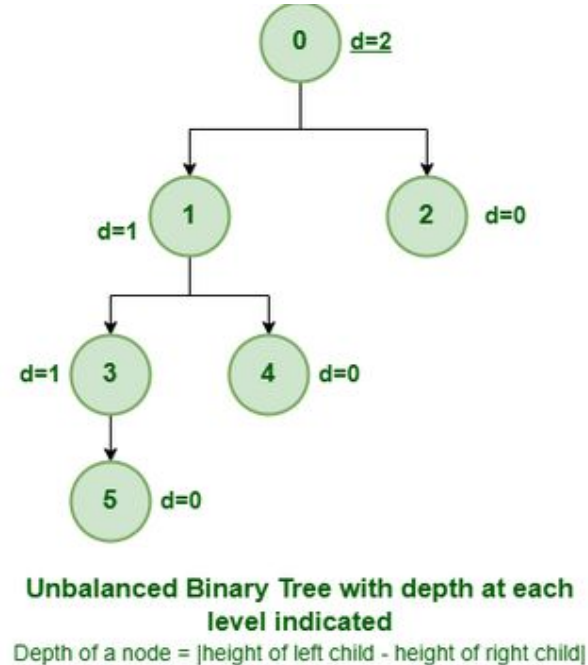 0 d=2
1 2 d=0
d=1
d=1 3 4 d=0
5 d=0
Unbalanced Binary Tree with depth at each
level indicated
Depth of a node = |height of left child - height of right child|